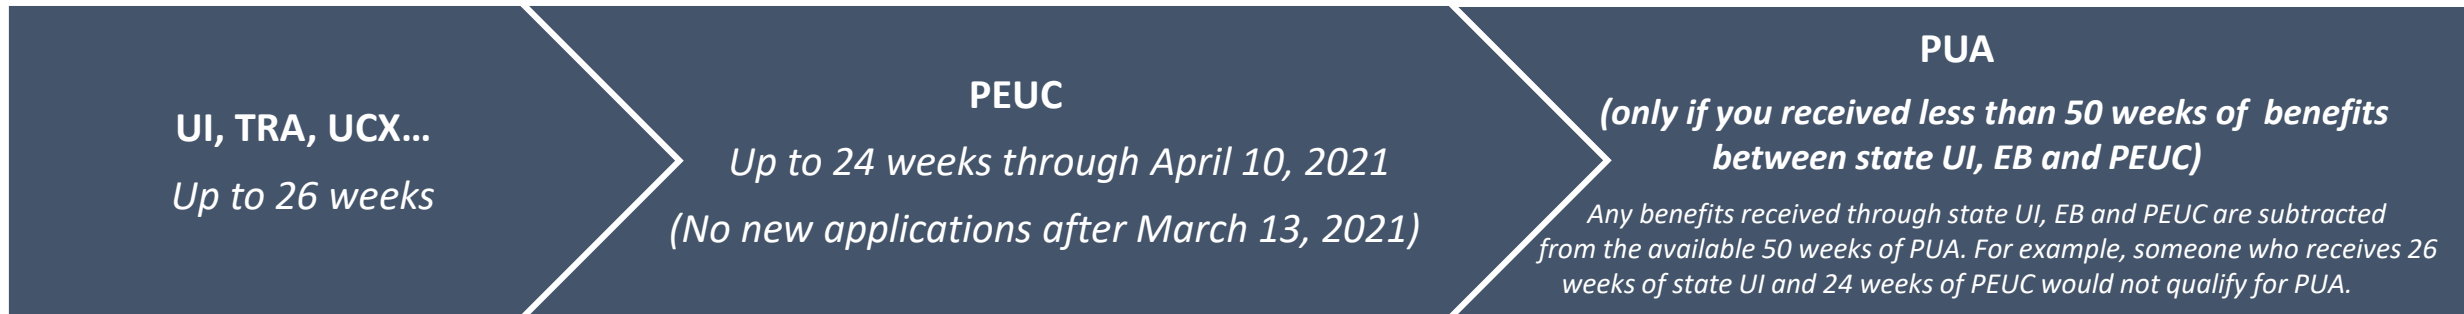 UI, TRA, UCX…
Up to 26 weeks
PEUC
Up to 24 weeks through April 10, 2021
(No new applications after March 13, 2021)
PUA
(only if you received less than 50 weeks of benefits
between state UI, EB and PEUC)
Any benefits received through state UI, EB and PEUC are subtracted
from the available 50 weeks of PUA. For example, someone who receives 26
weeks of state UI and 24 weeks of PEUC would not qualify for PUA.